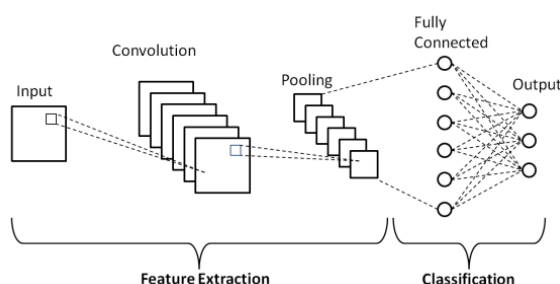 Fully
Connected
Convolution
Pooling
Output
Input
Feature Extraction
Classification